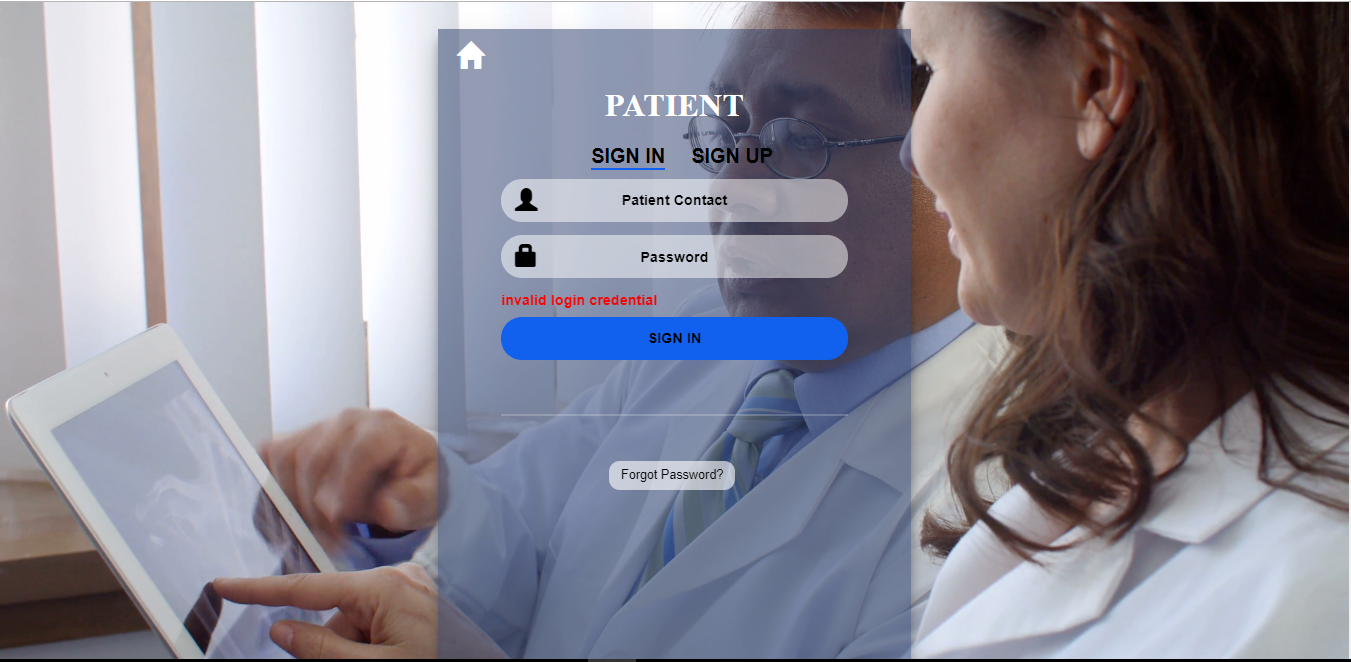 PATIENT
SIGN IN SIGN UP
Patient Contact
Password
invalid login credential
SIGN IN
Forgot Password?